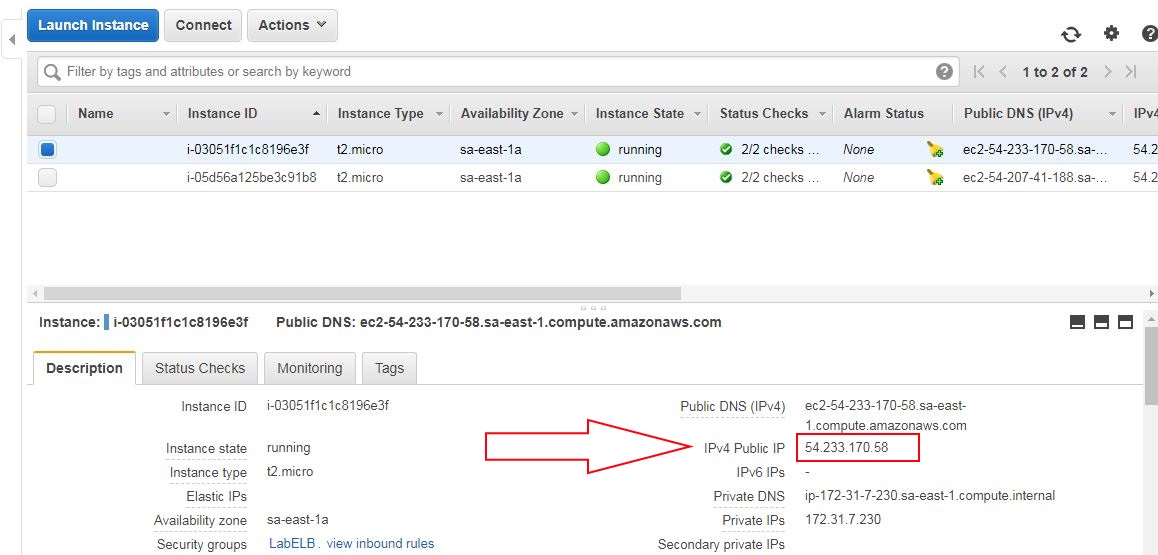 Launch Instance Connect Actions
Filter by tags and attributes or search by keyword ? 1 to 2 of 2
Name Instance ID Instance Type Availability Zone Instance State Status Checks Alarm Status Public DNS (IPv4) IPv4
i-03051f1c1c8196e3f t2.micro sa-east-1a running 2/2 checks ... None ec2-54-233-170-58.sa-... 54.2
i-05d56a125be3c91b8 t2.micro sa-east-1a running 2/2 checks ... None ec2-54-207-41-188.sa-... 54.2
Instance: i-03051f1c1c8196e3f Public DNS: ec2-54-233-170-58.sa-east-1.compute.amazonaws.com
Description Status Checks Monitoring Tags
Instance ID i-03051f1c1c8196e3f Public DNS (IPv4) ec2-54-233-170-58.sa-east-
1.compute.amazonaws.com
Instance state running IPv4 Public IP 54.233.170.58
Instance type t2.micro IPv6 IPs -
Elastic IPs Private DNS ip-172-31-7-230.sa-east-1.compute.internal
Availability zone sa-east-1a Private IPs 172.31.7.230
Security groups LabELB. view inbound rules Secondary private IPs